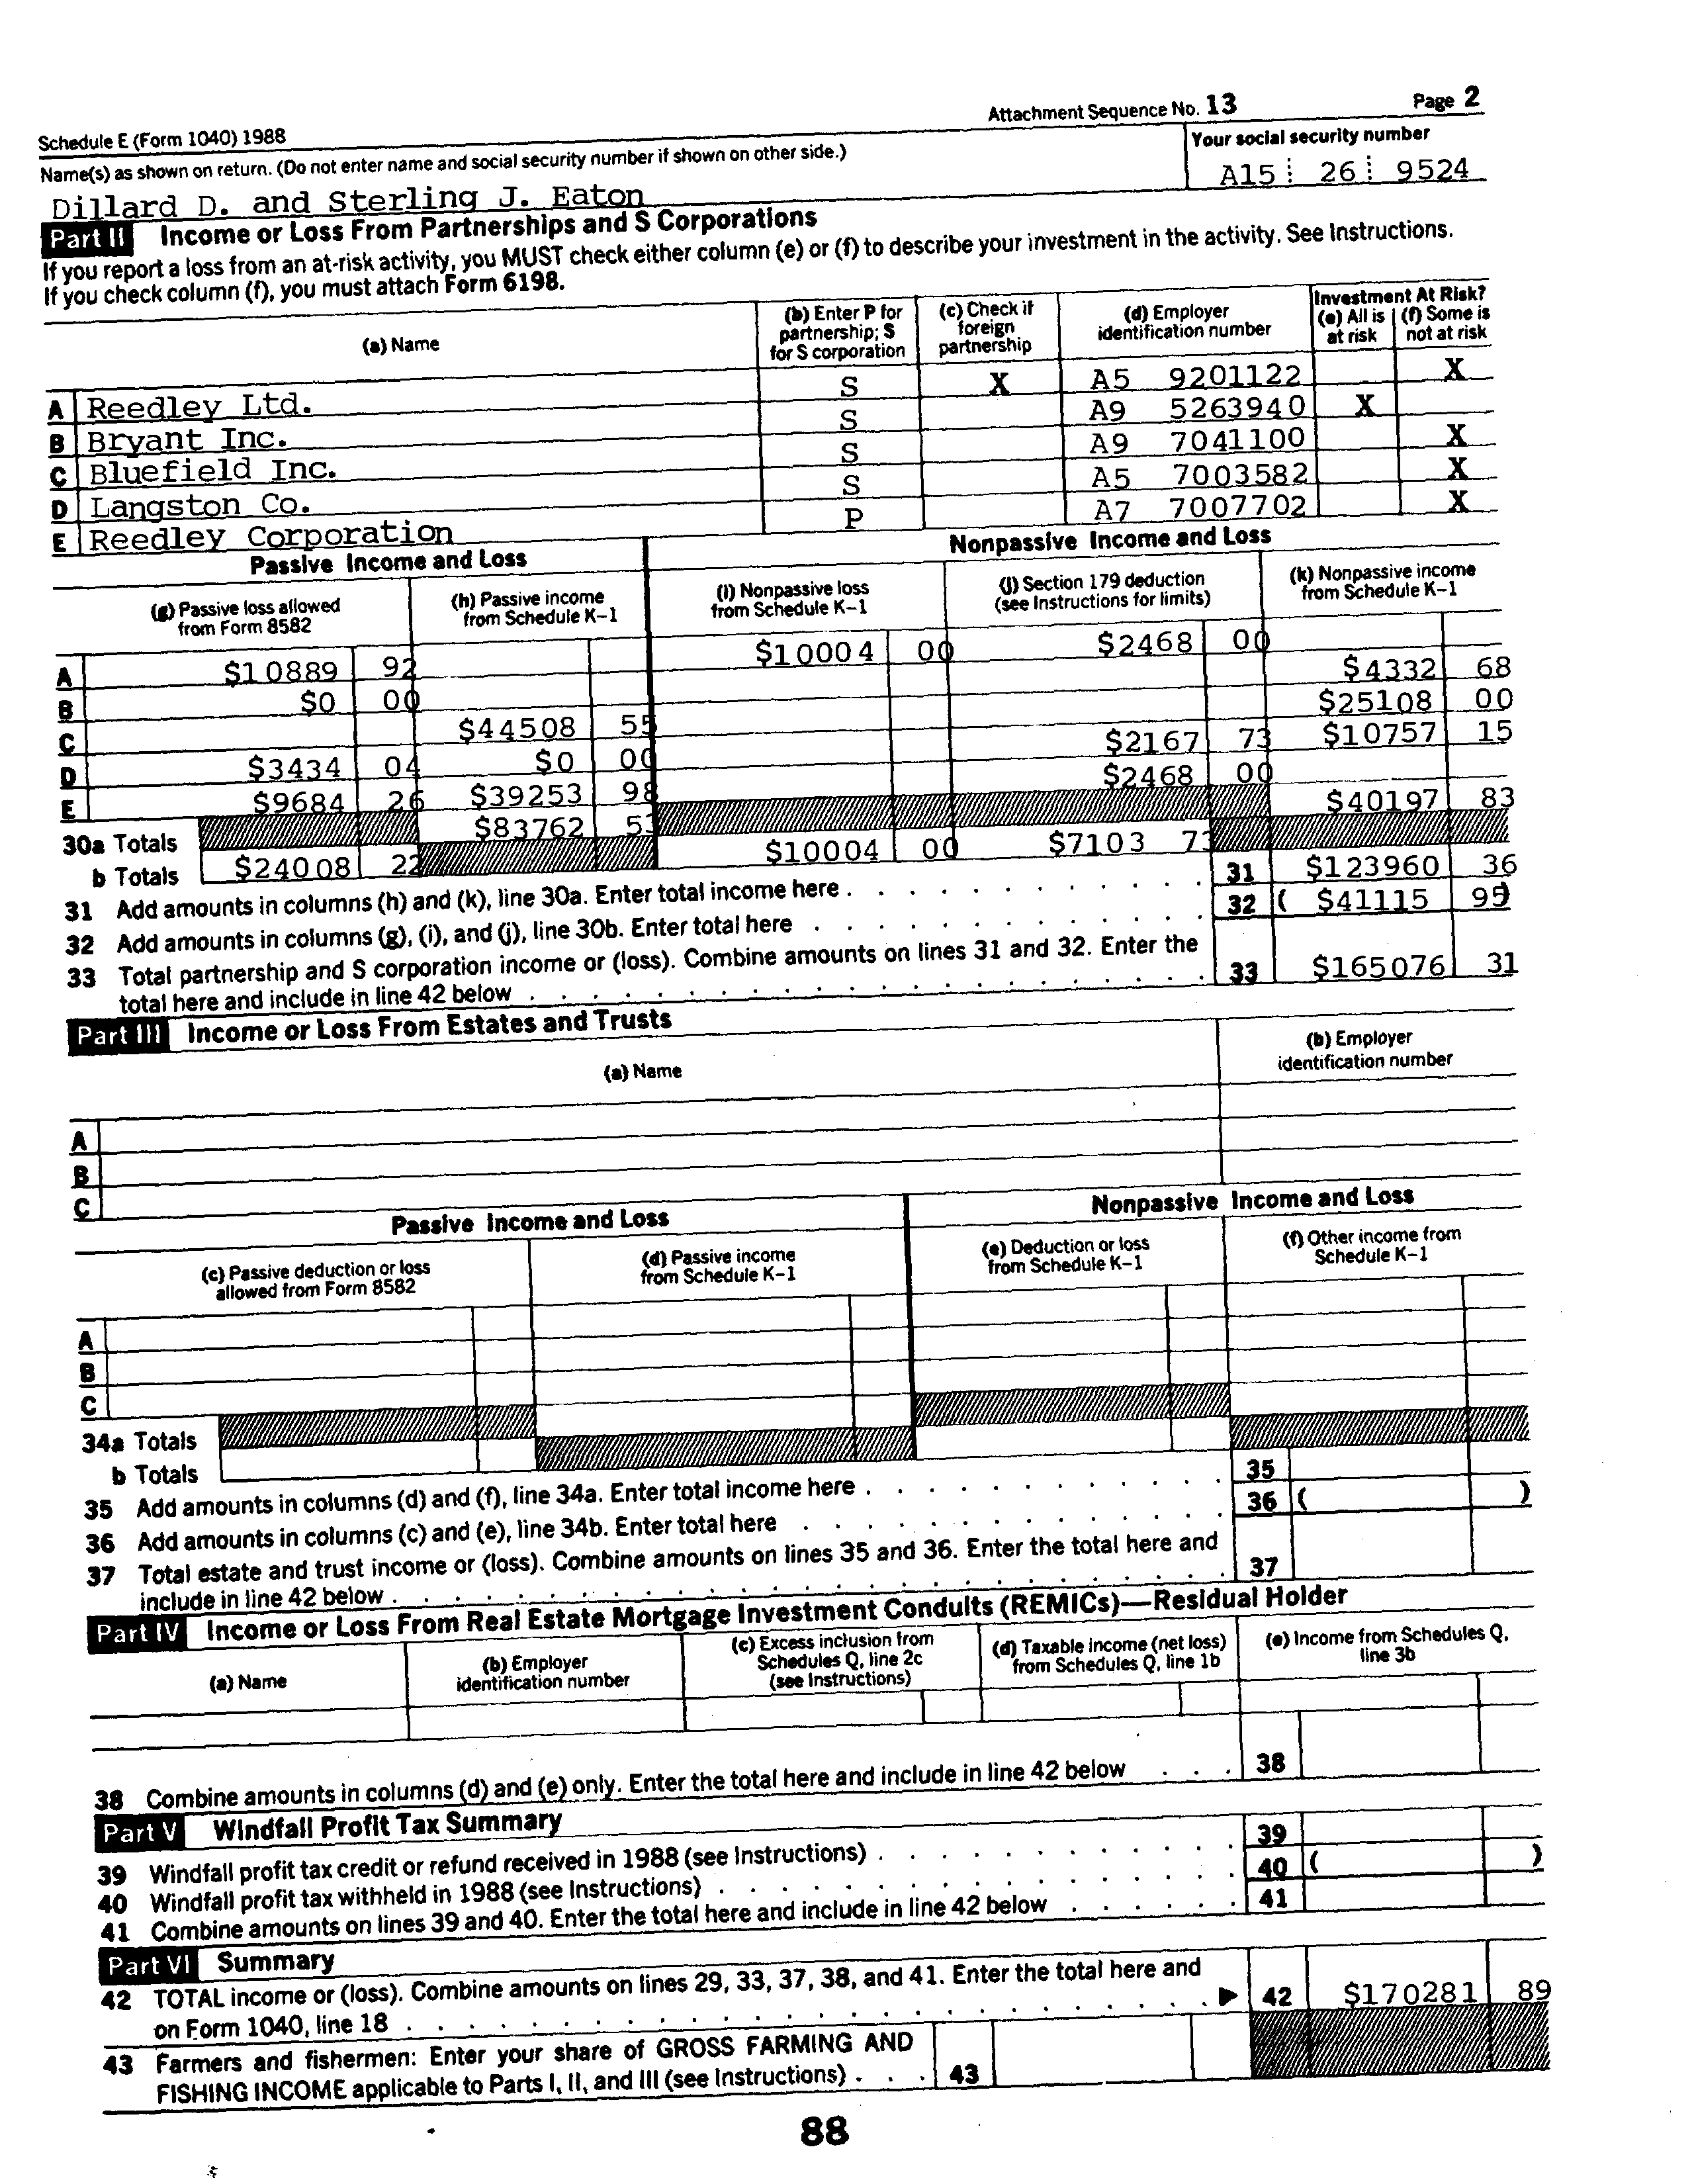 Attachment Sequence No. 13 Page 2
Schedule E (Form 1040) 1988
Name(s) as shown on return. (Do not enter name and social security number if shown on other side.)
Your social security number
Dillard D. and Sterling J. Eaton
A15 26 9524
Part II Income or Loss From Partnerships and S Corporations
If you report a loss from an at-risk activity, you MUST check either column (e) or (f) to describe your investment in the activity. See Instructions.
If you check column (f), you must attach Form 6198.
(a) Name
(b) Enter P for partnership; S for S corporation
(c) Check if foreign partnership
(d) Employer identification number
Investment At Risk?
(e) All is at risk
(f) Some is not at risk
A Reedley Ltd. S X A5 9201122 X
B Bryant Inc. S A9 5263940 X
C Bluefield Inc. S A9 7041100 X
D Langston Co. S A5 7003582 X
E Reedley Corporation P A7 7007702 X
Passive Income and Loss
Nonpassive Income and Loss
(g) Passive loss allowed from Form 8582
(h) Passive income from Schedule K–1
(i) Nonpassive loss from Schedule K–1
(j) Section 179 deduction (see Instructions for limits)
(k) Nonpassive income from Schedule K–1
A $10889 92 $10004 00 $2468 00
B $0 00 $4332 68
C $44508 55 $25108 00
D $3434 04 $0 00 $2167 73 $10757 15
E $9684 26 $39253 98 $2468 00
30a Totals $83762 53 $40197 83
b Totals $24008 22 $10004 00 $7103 73
31 Add amounts in columns (h) and (k), line 30a. Enter total income here 31 $123960 36
32 Add amounts in columns (g), (i), and (j), line 30b. Enter total here 32 ( $41115 95)
33 Total partnership and S corporation income or (loss). Combine amounts on lines 31 and 32. Enter the
total here and include in line 42 below 33 $165076 31
Part III Income or Loss From Estates and Trusts
(a) Name
(b) Employer identification number
A
B
C
Passive Income and Loss
Nonpassive Income and Loss
(c) Passive deduction or loss allowed from Form 8582
(d) Passive income from Schedule K–1
(e) Deduction or loss from Schedule K–1
(f) Other income from Schedule K–1
A
B
C
34a Totals
b Totals
35 Add amounts in columns (d) and (f), line 34a. Enter total income here 35
36 Add amounts in columns (c) and (e), line 34b. Enter total here 36 ( )
37 Total estate and trust income or (loss). Combine amounts on lines 35 and 36. Enter the total here and
include in line 42 below 37
Part IV Income or Loss From Real Estate Mortgage Investment Conduits (REMICs)—Residual Holder
(a) Name
(b) Employer identification number
(c) Excess inclusion from Schedules Q, line 2c (see Instructions)
(d) Taxable income (net loss) from Schedules Q, line 1b
(e) Income from Schedules Q, line 3b
38 Combine amounts in columns (d) and (e) only. Enter the total here and include in line 42 below 38
Part V Windfall Profit Tax Summary
39 Windfall profit tax credit or refund received in 1988 (see Instructions) 39
40 Windfall profit tax withheld in 1988 (see Instructions) 40 ( )
41 Combine amounts on lines 39 and 40. Enter the total here and include in line 42 below 41
Part VI Summary
42 TOTAL income or (loss). Combine amounts on lines 29, 33, 37, 38, and 41. Enter the total here and
on Form 1040, line 18 ▶ 42 $170281 89
43 Farmers and fishermen: Enter your share of GROSS FARMING AND
FISHING INCOME applicable to Parts I, II, and III (see Instructions) 43
88